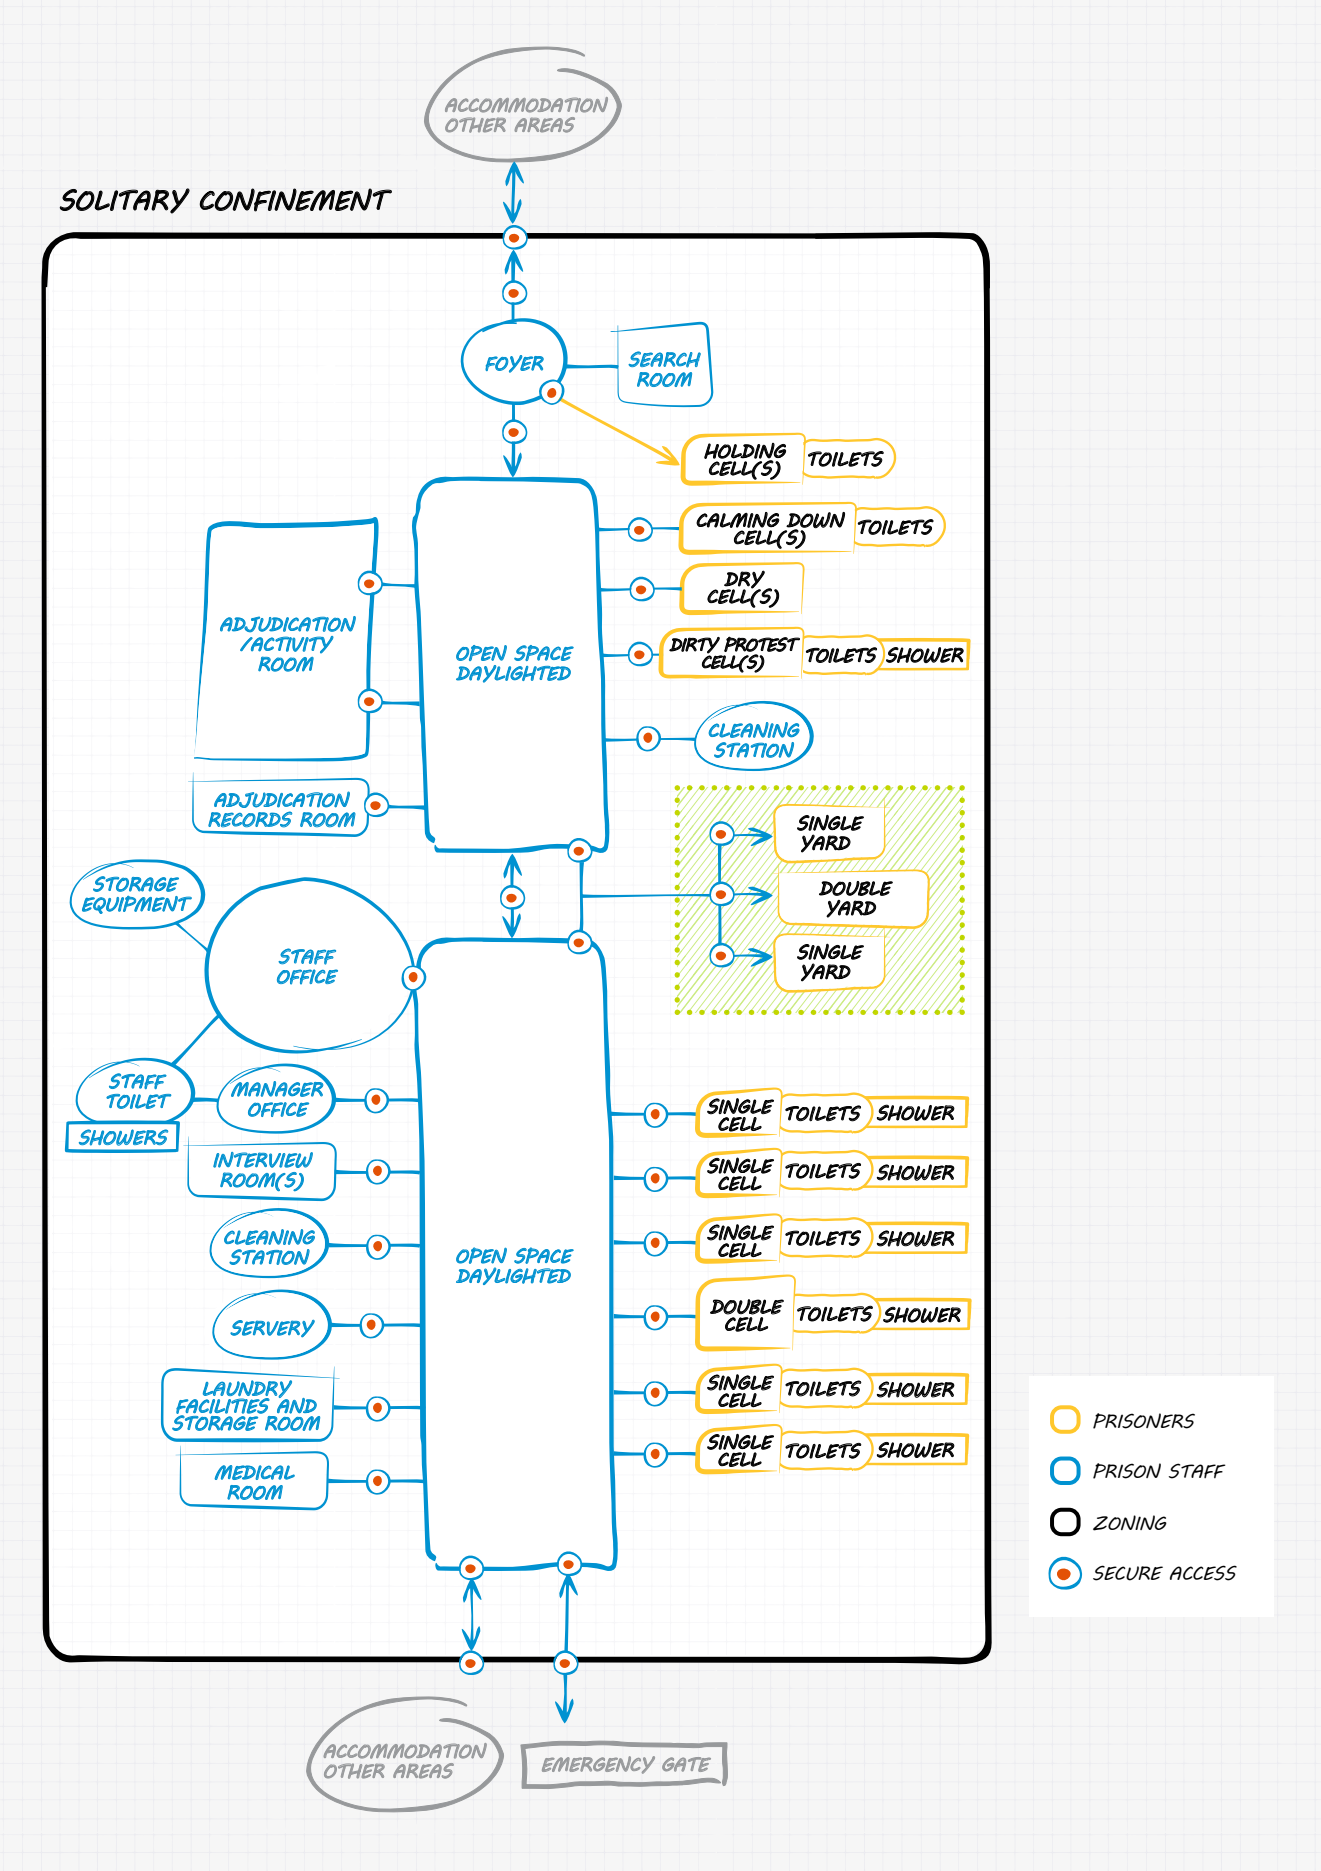 ACCOMMODATION
OTHER AREAS
SOLITARY CONFINEMENT
FOYER
SEARCH
ROOM
HOLDING
CELL(S)
TOILETS
CALMING DOWN
CELL(S)
TOILETS
DRY
CELL(S)
ADJUDICATION
/ACTIVITY
ROOM
OPEN SPACE
DAYLIGHTED
DIRTY PROTEST
CELL(S)
TOILETS
SHOWER
CLEANING
STATION
ADJUDICATION
RECORDS ROOM
SINGLE
YARD
DOUBLE
YARD
SINGLE
YARD
STORAGE
EQUIPMENT
STAFF
OFFICE
STAFF
TOILET
SHOWERS
MANAGER
OFFICE
INTERVIEW
ROOM(S)
CLEANING
STATION
SERVERY
LAUNDRY
FACILITIES AND
STORAGE ROOM
MEDICAL
ROOM
OPEN SPACE
DAYLIGHTED
SINGLE
CELL
TOILETS
SHOWER
SINGLE
CELL
TOILETS
SHOWER
SINGLE
CELL
TOILETS
SHOWER
DOUBLE
CELL
TOILETS
SHOWER
SINGLE
CELL
TOILETS
SHOWER
SINGLE
CELL
TOILETS
SHOWER
PRISONERS
PRISON STAFF
ZONING
SECURE ACCESS
ACCOMMODATION
OTHER AREAS
EMERGENCY GATE